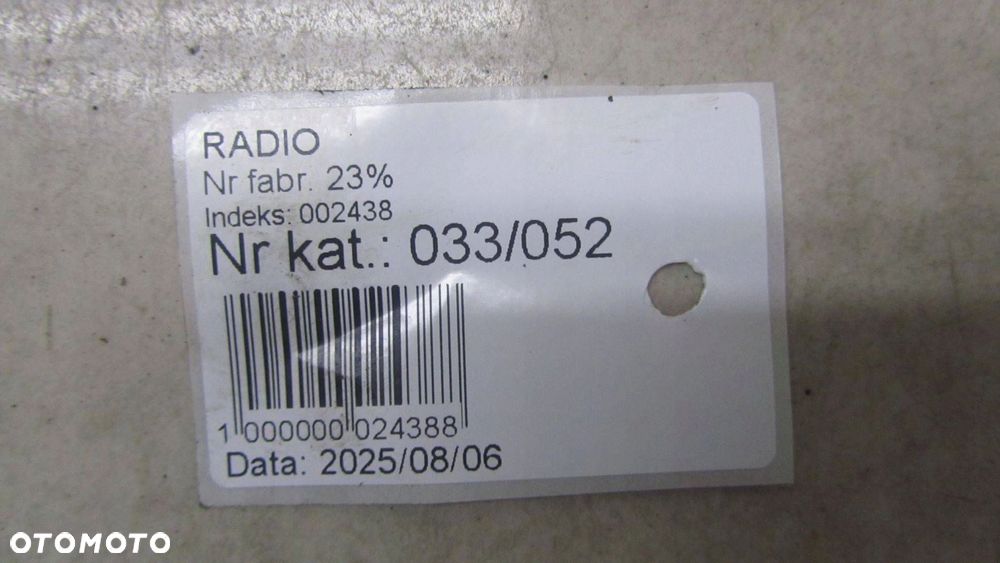 RADIO
Nr fabr. 23%
Indeks: 002438
Nr kat.: 033/052
1 000000 024388
Data: 2025/08/06
OTOMOTO